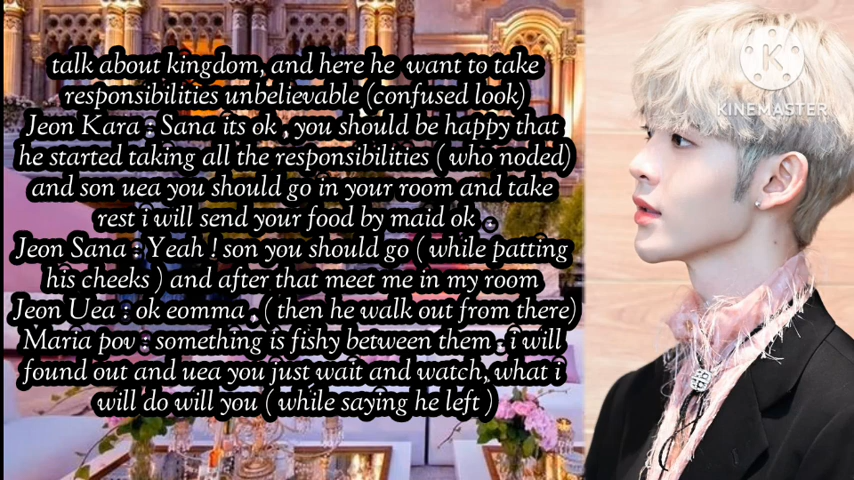 talk about kingdom, and here he want to take
responsibilities unbelievable (confused look)
Jeon Kara : Sana its ok , you should be happy that
he started taking all the responsibilities ( who noded)
and son uea you should go in your room and take
rest i will send your food by maid ok .
Jeon Sana : Yeah ! son you should go ( while patting
his cheeks ) and after that meet me in my room
Jeon Uea : ok eomma , ( then he walk out from there)
Maria pov : something is fishy between them , i will
found out and uea you just wait and watch, what i
will do will you ( while saying he left )
K
KINEMASTER